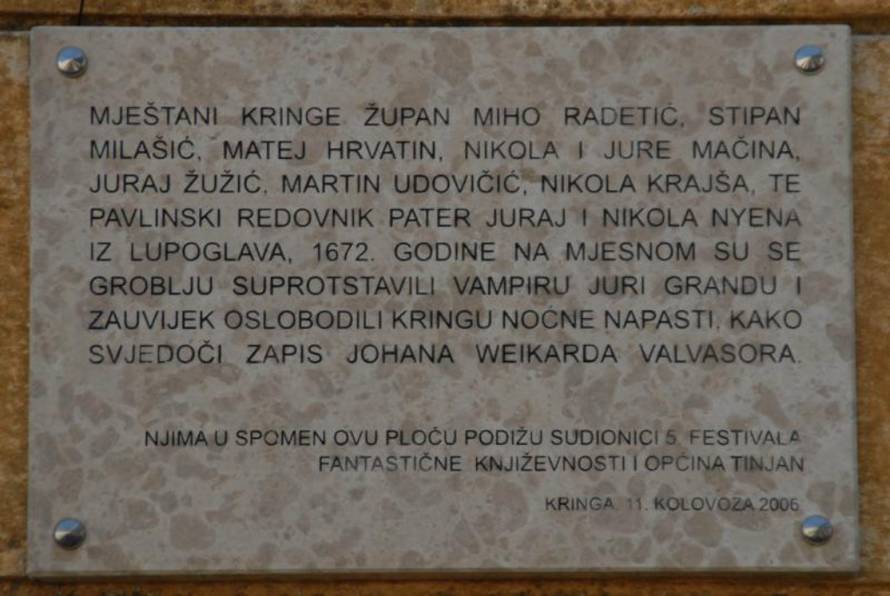 MJEŠTANI KRINGE ŽUPAN MIHO RADETIĆ, STIPAN
MILAŠIĆ, MATEJ HRVATIN, NIKOLA I JURE MAČINA,
JURAJ ŽUŽIĆ, MARTIN UDOVIČIĆ, NIKOLA KRAJŠA, TE
PAVLINSKI REDOVNIK PATER JURAJ I NIKOLA NYENA
IZ LUPOGLAVA, 1672. GODINE NA MJESNOM SU SE
GROBLJU SUPROTSTAVILI VAMPIRU JURI GRANDU I
ZAUVIJEK OSLOBODILI KRINGU NOĆNE NAPASTI, KAKO
SVJEDOČI ZAPIS JOHANA WEIKARDA VALVASORA.
NJIMA U SPOMEN OVU PLOČU PODIŽU SUDIONICI 5. FESTIVALA
FANTASTIČNE KNJIŽEVNOSTI I OPĆINA TINJAN
KRINGA, 11. KOLOVOZA 2006.